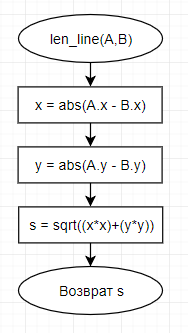 len_line(A,B)
x = abs(A.x - B.x)
y = abs(A.y - B.y)
s = sqrt((x*x)+(y*y))
Возврат s